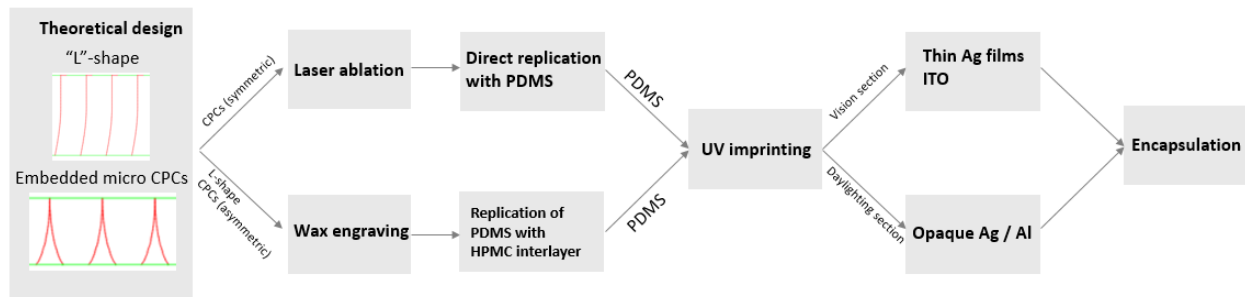 Theoretical design
“L”-shape
Embedded micro CPCs
CPCs (symmetric)
L-shape
CPCs (asymmetric)
Laser ablation
Wax engraving
Direct replication
with PDMS
Replication of
PDMS with
HPMC interlayer
PDMS
PDMS
UV imprinting
Vision section
Daylighting section
Thin Ag films
ITO
Opaque Ag / Al
Encapsulation